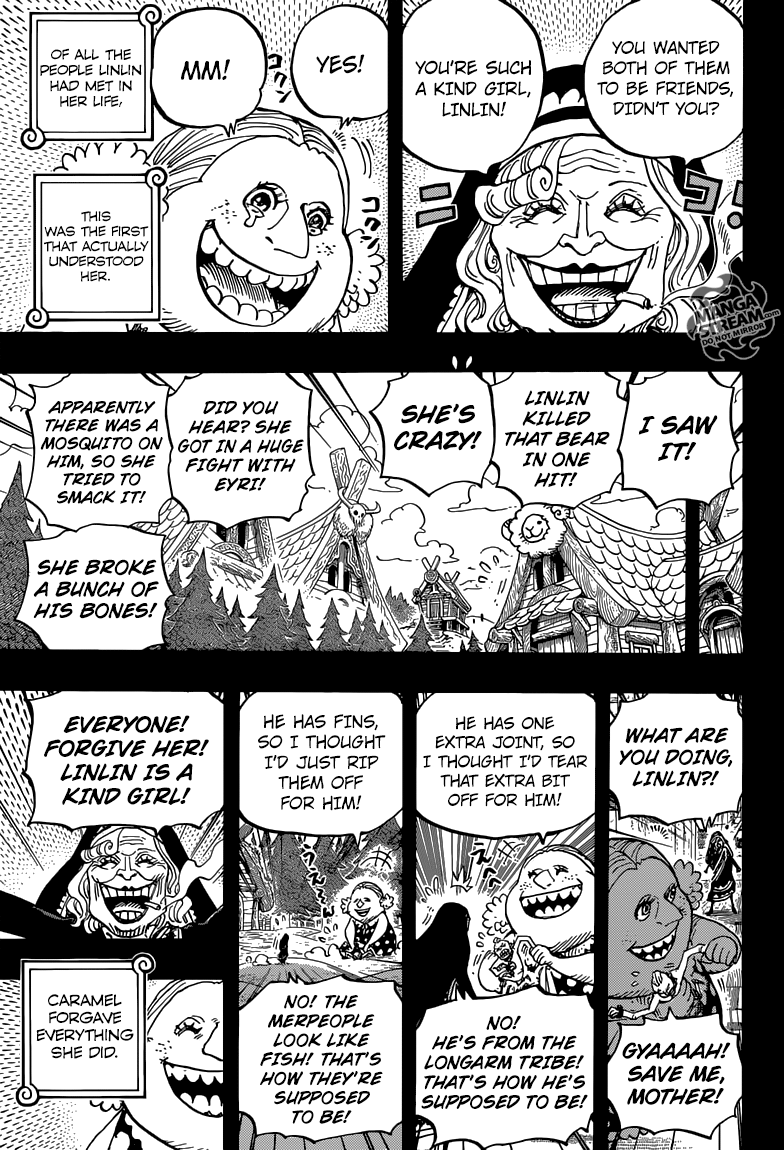 YOU WANTED
BOTH OF THEM
TO BE FRIENDS,
DIDN'T YOU?
YOU'RE SUCH
A KIND GIRL,
LINLIN!
ニコ!
YES!
MM!
コクコク
OF ALL THE
PEOPLE LINLIN
HAD MET IN
HER LIFE,
THIS
WAS THE FIRST
THAT ACTUALLY
UNDERSTOOD
HER.
MANGA
STREAM.com
DO NOT MIRROR
I SAW
IT!
LINLIN
KILLED
THAT BEAR
IN ONE
HIT!
SHE'S
CRAZY!
DID YOU
HEAR? SHE
GOT IN A HUGE
FIGHT WITH
EYRI!
APPARENTLY
THERE WAS A
MOSQUITO ON
HIM, SO SHE
TRIED TO
SMACK IT!
SHE BROKE
A BUNCH OF
HIS BONES!
WHAT ARE
YOU DOING,
LINLIN?!
GYAAAAH!
SAVE ME,
MOTHER!
HE HAS ONE
EXTRA JOINT, SO
I THOUGHT I'D TEAR
THAT EXTRA BIT
OFF FOR HIM!
NO!
HE'S FROM THE
LONGARM TRIBE!
THAT'S HOW HE'S
SUPPOSED TO BE!
HE HAS FINS,
SO I THOUGHT
I'D JUST RIP
THEM OFF
FOR HIM!
NO! THE
MERPEOPLE
LOOK LIKE
FISH! THAT'S
HOW THEY'RE
SUPPOSED
TO BE!
EVERYONE!
FORGIVE HER!
LINLIN IS A
KIND GIRL!
CARAMEL
FORGAVE
EVERYTHING
SHE DID.